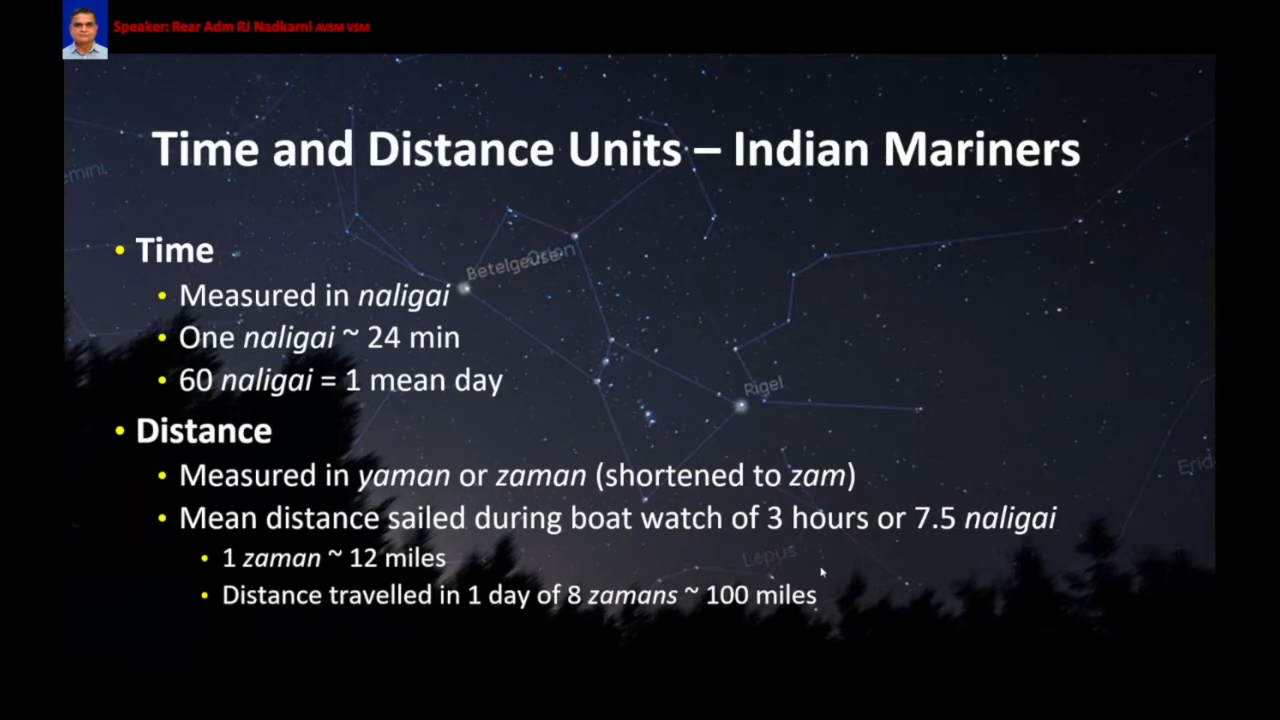 Speaker: Rear Adm RJ Nadkarni AVSM VSM
Time and Distance Units – Indian Mariners
emini
• Time
Orion
Betelgeuse
• Measured in naligai
• One naligai ~ 24 min
• 60 naligai = 1 mean day
Rigel
• Distance
Erid
• Measured in yaman or zaman (shortened to zam)
• Mean distance sailed during boat watch of 3 hours or 7.5 naligai
Lepus
• 1 zaman ~ 12 miles
• Distance travelled in 1 day of 8 zamans ~ 100 miles